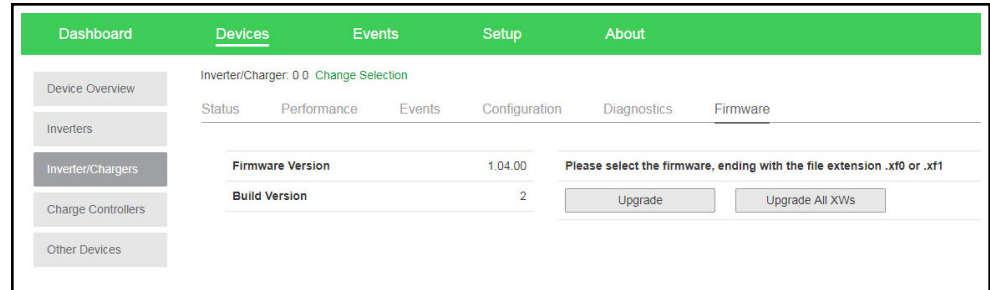 Dashboard Devices Events Setup About
Inverter/Charger: 0 0 Change Selection
Status Performance Events Configuration Diagnostics Firmware
Device Overview
Inverters
Inverter/Chargers
Charge Controllers
Other Devices
Firmware Version 1.04.00
Build Version 2
Please select the firmware, ending with the file extension .xf0 or .xf1
Upgrade Upgrade All XWs